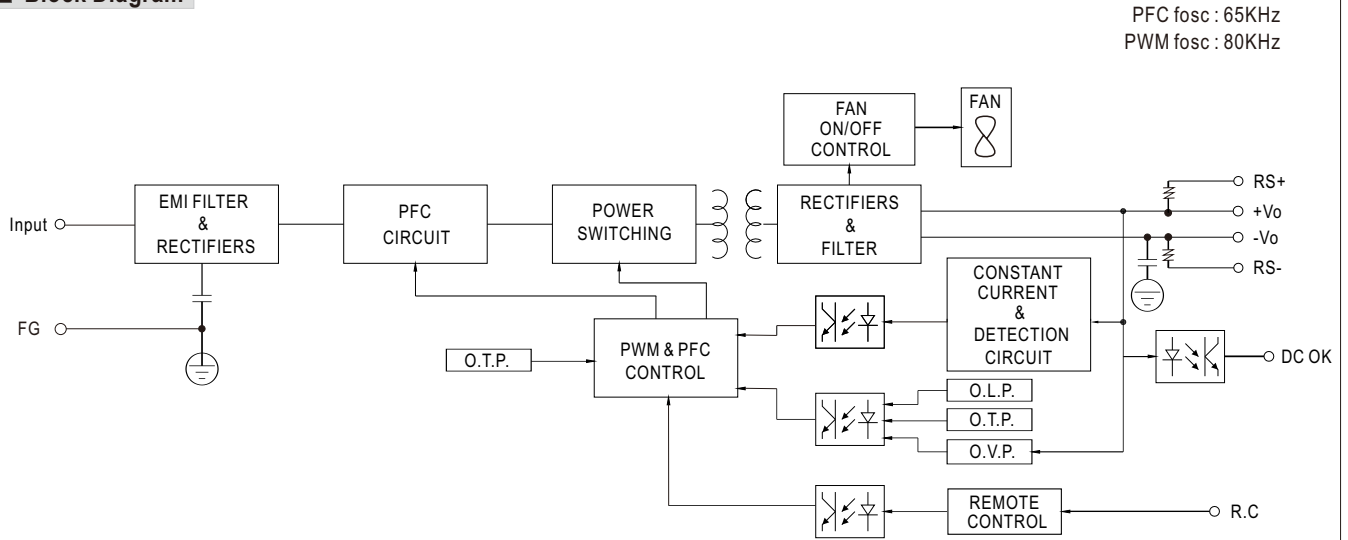 Block Diagram
PFC fosc : 65KHz
PWM fosc : 80KHz
FAN
ON/OFF
CONTROL
FAN
Input
EMI FILTER
&
RECTIFIERS
PFC
CIRCUIT
POWER
SWITCHING
RECTIFIERS
&
FILTER
RS+
+Vo
-Vo
RS-
FG
CONSTANT
CURRENT
&
DETECTION
CIRCUIT
O.T.P.
PWM & PFC
CONTROL
DC OK
O.L.P.
O.T.P.
O.V.P.
REMOTE
CONTROL
R.C